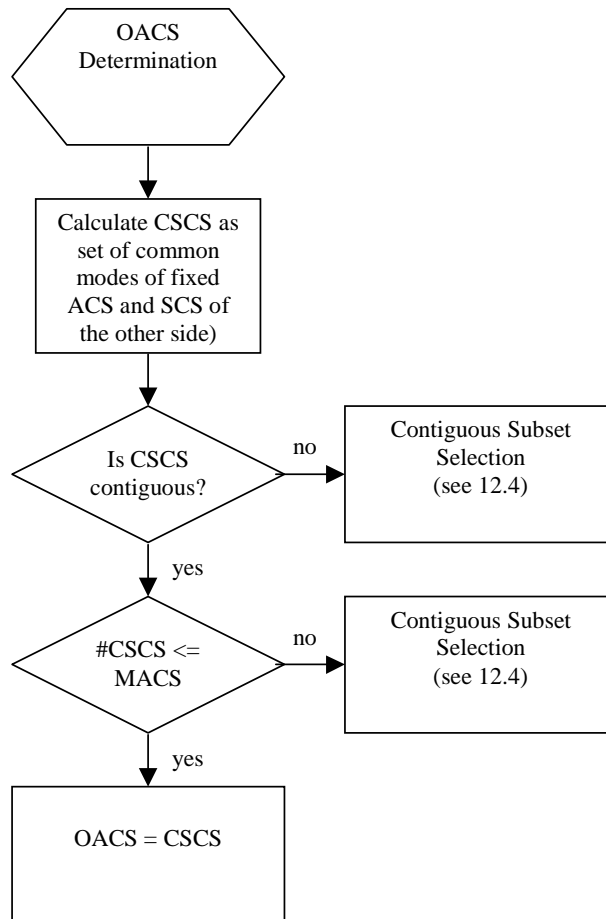 OACS
Determination
Calculate CSCS as
set of common
modes of fixed
ACS and SCS of
the other side)
Is CSCS
contiguous?
no
Contiguous Subset
Selection
(see 12.4)
yes
#CSCS <=
MACS
no
Contiguous Subset
Selection
(see 12.4)
yes
OACS = CSCS